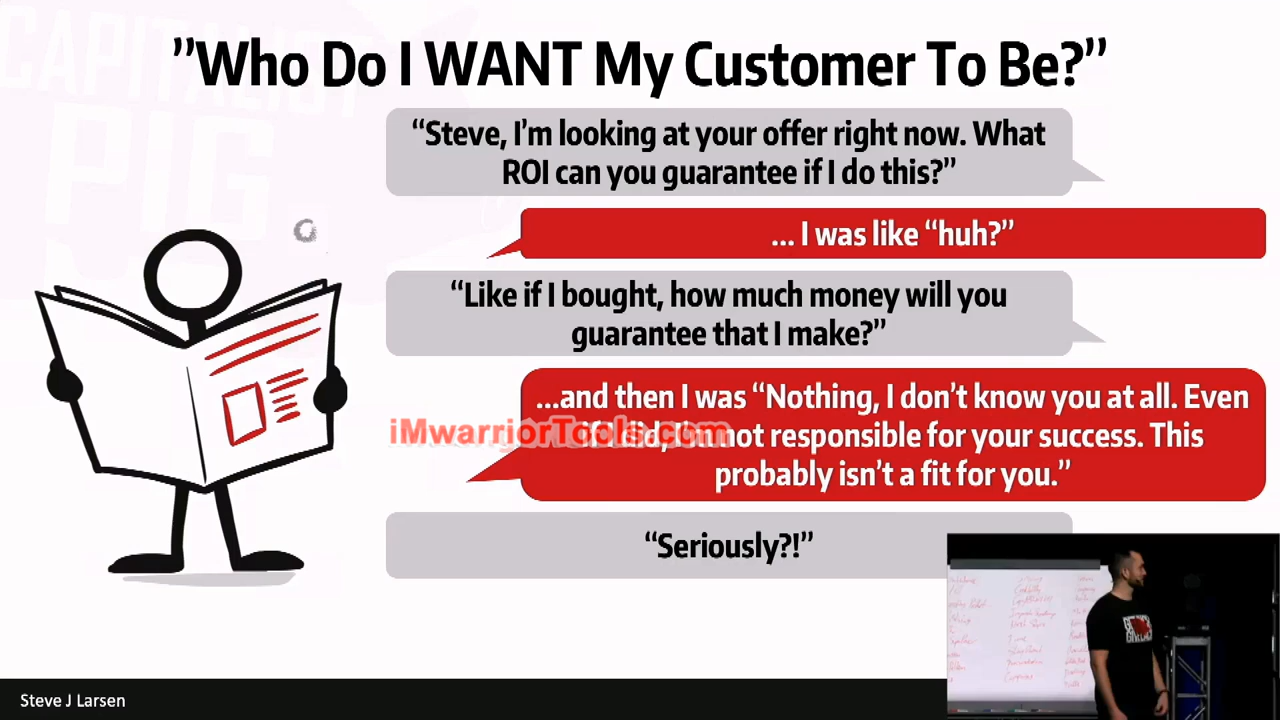 CAPITALIST
PIG
”Who Do I WANT My Customer To Be?”
“Steve, I’m looking at your offer right now. What
ROI can you guarantee if I do this?”
... I was like “huh?”
“Like if I bought, how much money will you
guarantee that I make?”
...and then I was “Nothing, I don’t know you at all. Even
not responsible for your success. This
probably isn’t a fit for you.”
iMwarriorTools.com
“Seriously?!”
Steve J Larsen